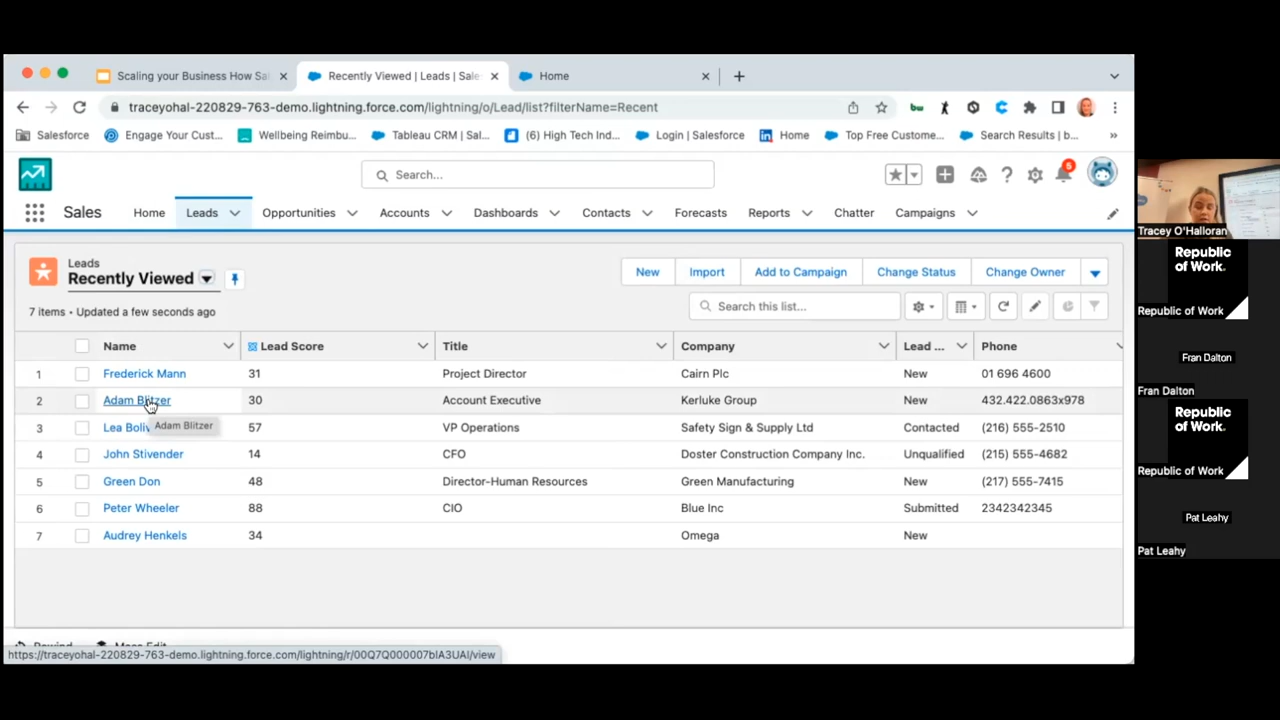 Scaling your Business How Sa
Recently Viewed | Leads | Sale
Home
traceyohal-220829-763-demo.lightning.force.com/lightning/o/Lead/list?filterName=Recent
Salesforce
Engage Your Cust...
Wellbeing Reimbu...
Tableau CRM | Sal...
(6) High Tech Ind...
Login | Salesforce
Home
Top Free Custome...
Search Results | b...
»
Search...
5
Sales
Home
Leads
Opportunities
Accounts
Dashboards
Contacts
Forecasts
Reports
Chatter
Campaigns
Leads
Recently Viewed
New
Import
Add to Campaign
Change Status
Change Owner
7 items • Updated a few seconds ago
Search this list...
Name Lead Score Title Company Lead ... Phone
1 Frederick Mann 31 Project Director Cairn Plc New 01 696 4600
2 Adam Blitzer 30 Account Executive Kerluke Group New 432.422.0863x978
3 Lea Boliv 57 VP Operations Safety Sign & Supply Ltd Contacted (216) 555-2510
Adam Blitzer
4 John Stivender 14 CFO Doster Construction Company Inc. Unqualified (215) 555-4682
5 Green Don 48 Director-Human Resources Green Manufacturing New (217) 555-7415
6 Peter Wheeler 88 CIO Blue Inc Submitted 2342342345
7 Audrey Henkels 34 Omega New
https://traceyohal-220829-763-demo.lightning.force.com/lightning/r/00Q7Q000007blA3UAI/view
Tracey O'Halloran
Republic
of Work.
Republic of Work
Fran Dalton
Fran Dalton
Republic
of Work.
Republic of Work
Pat Leahy
Pat Leahy